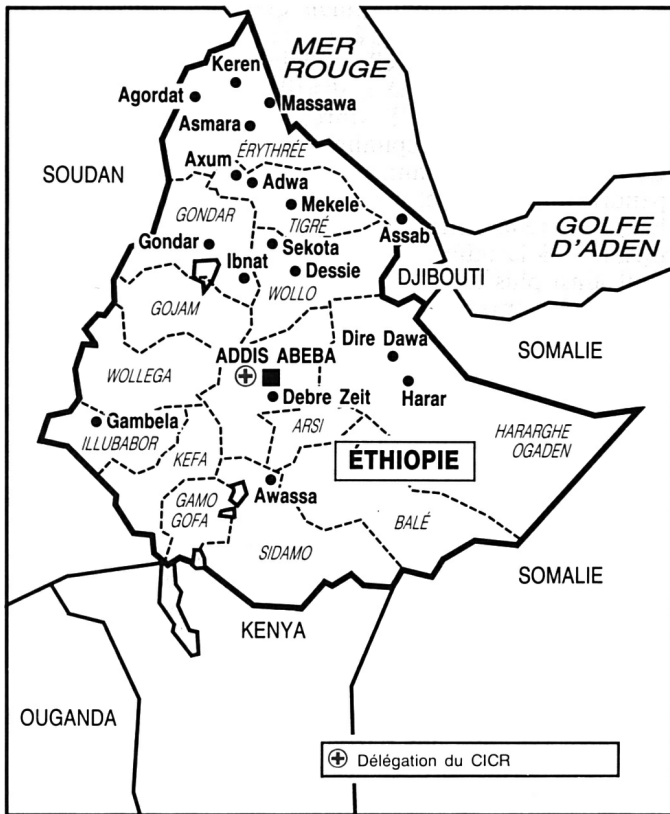 MER
ROUGE
Keren
Agordat
Massawa
Asmara
ÉRYTHRÉE
SOUDAN
Axum
Adwa
GONDAR
Mekele
TIGRÉ
Assab
GOLFE
D'ADEN
Gondar
Sekota
Ibnat
Dessie
DJIBOUTI
WOLLO
GOJAM
Dire Dawa
SOMALIE
ADDIS ABEBA
WOLLEGA
Debre Zeit
Harar
Gambela
ARSI
ILLUBABOR
HARARGHE
OGADEN
KEFA
ÉTHIOPIE
Awassa
GAMO
GOFA
BALÉ
SIDAMO
SOMALIE
KENYA
OUGANDA
Délégation du CICR